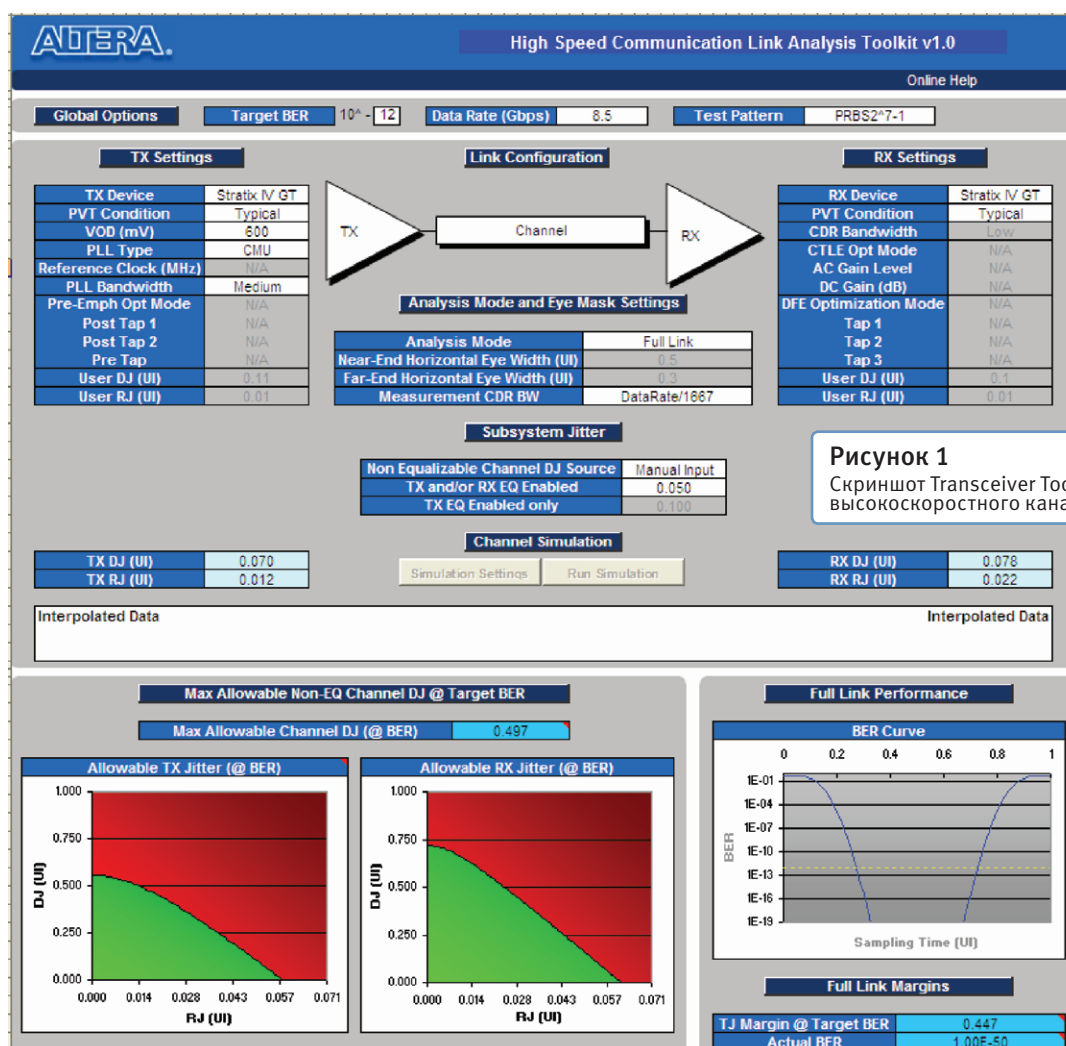 ALTERA.
High Speed Communication Link Analysis Toolkit v1.0
Online Help
Global Options Target BER 10^ - 12 Data Rate (Gbps) 8.5 Test Pattern PRBS2^7-1
TX Settings
TX Device Stratix IV GT
PVT Condition Typical
VOD (mV) 600
PLL Type CMU
Reference Clock (MHz) N/A
PLL Bandwidth Medium
Pre-Emph Opt Mode N/A
Post Tap 1 N/A
Post Tap 2 N/A
Pre Tap N/A
User DJ (UI) 0.11
User RJ (UI) 0.01
Link Configuration
TX
Channel
RX
Analysis Mode and Eye Mask Settings
Analysis Mode Full Link
Near-End Horizontal Eye Width (UI) 0.5
Far-End Horizontal Eye Width (UI) 0.3
Measurement CDR BW DataRate/1667
RX Settings
RX Device Stratix IV GT
PVT Condition Typical
CDR Bandwidth Low
CTLE Opt Mode N/A
AC Gain Level N/A
DC Gain (dB) N/A
DFE Optimization Mode N/A
Tap 1 N/A
Tap 2 N/A
Tap 3 N/A
User DJ (UI) 0.1
User RJ (UI) 0.01
Subsystem Jitter
Non Equalizable Channel DJ Source Manual Input
TX and/or RX EQ Enabled 0.050
TX EQ Enabled only 0.100
Рисунок 1
Скриншот Transceiver Too
высокоскоростного кана
Channel Simulation
TX DJ (UI) 0.070
TX RJ (UI) 0.012
Simulation Settings Run Simulation
RX DJ (UI) 0.078
RX RJ (UI) 0.022
Interpolated Data Interpolated Data
Max Allowable Non-EQ Channel DJ @ Target BER
Max Allowable Channel DJ (@ BER) 0.497
Allowable TX Jitter (@ BER)
1.000
0.750
0.500
0.250
0.000
DJ (UI)
0.000 0.014 0.028 0.043 0.057 0.071
RJ (UI)
Allowable RX Jitter (@ BER)
1.000
0.750
0.500
0.250
0.000
DJ (UI)
0.000 0.014 0.028 0.043 0.057 0.071
RJ (UI)
Full Link Performance
BER Curve
0 0.2 0.4 0.6 0.8 1
1E-01
1E-04
1E-07
1E-10
1E-13
1E-16
1E-19
BER
Sampling Time (UI)
Full Link Margins
TJ Margin @ Target BER 0.447
Actual BER 1.00E-50